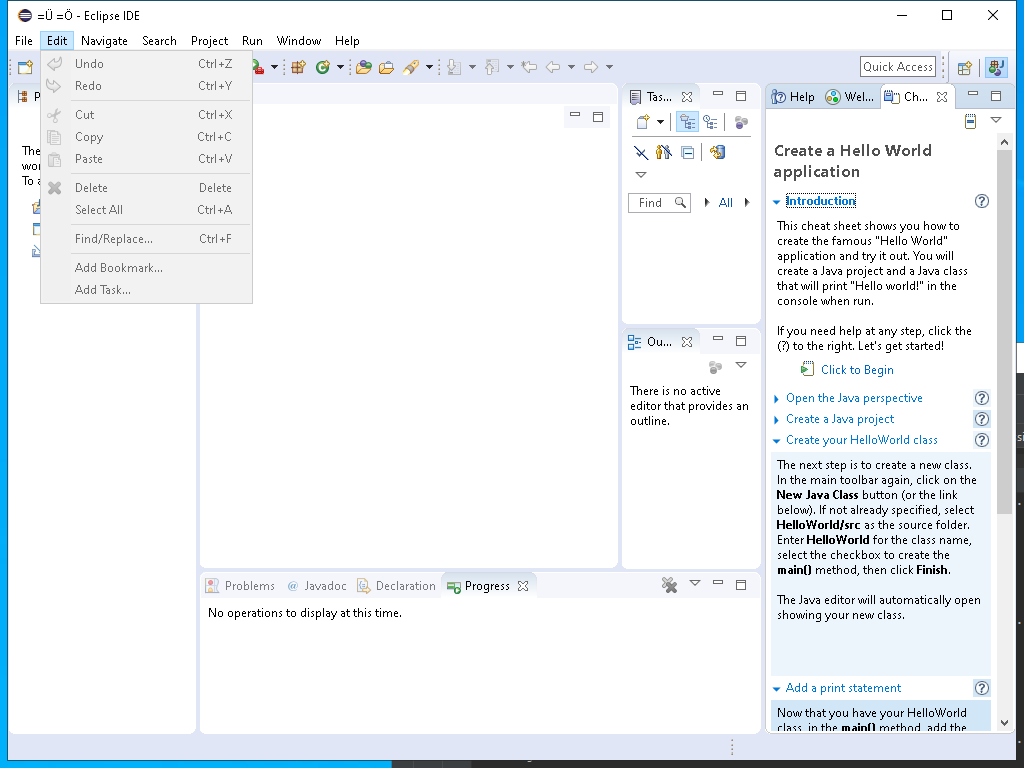 =Ü =Ö - Eclipse IDE
File Edit Navigate Search Project Run Window Help
Undo Ctrl+Z
Redo Ctrl+Y
Cut Ctrl+X
Copy Ctrl+C
Paste Ctrl+V
Delete Delete
Select All Ctrl+A
Find/Replace... Ctrl+F
Add Bookmark...
Add Task...
Quick Access
P
The
wor
To a
Tas...
Find All
Ou...
There is no active
editor that provides an
outline.
Problems @ Javadoc Declaration Progress
No operations to display at this time.
Help Wel... Ch...
Create a Hello World
application
Introduction
This cheat sheet shows you how to
create the famous "Hello World"
application and try it out. You will
create a Java project and a Java class
that will print "Hello world!" in the
console when run.
If you need help at any step, click the
(?) to the right. Let's get started!
Click to Begin
Open the Java perspective
Create a Java project
Create your HelloWorld class
The next step is to create a new class.
In the main toolbar again, click on the
New Java Class button (or the link
below). If not already specified, select
HelloWorld/src as the source folder.
Enter HelloWorld for the class name,
select the checkbox to create the
main() method, then click Finish.
The Java editor will automatically open
showing your new class.
Add a print statement
Now that you have your HelloWorld
class, in the main() method, add the